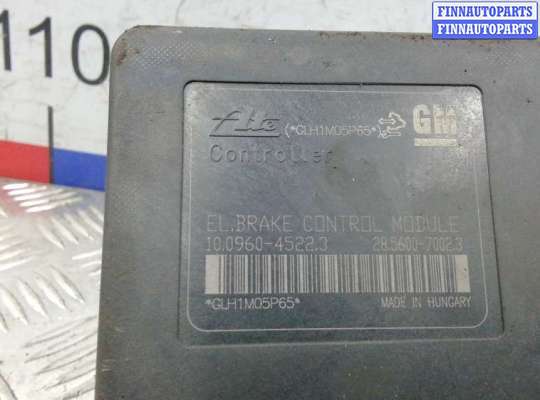 110
FINNAUTOPARTS
FINNAUTOPARTS
Ate (*GLH1M05P65*) GM
Controller
EL.BRAKE CONTROL MODULE
10.0960-4522.3 28.5600-7002.3
*GLH1M05P65* MADE IN HUNGARY